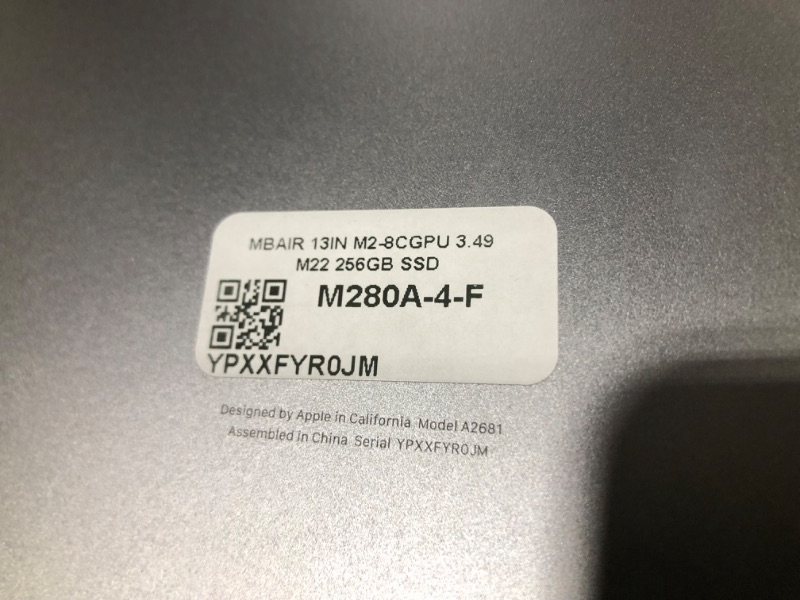 MBAIR 13IN M2-8CGPU 3.49
M22 256GB SSD
M280A-4-F
YPXXFYR0JM
Designed by Apple in California Model A2681
Assembled in China Serial YPXXFYR0JM